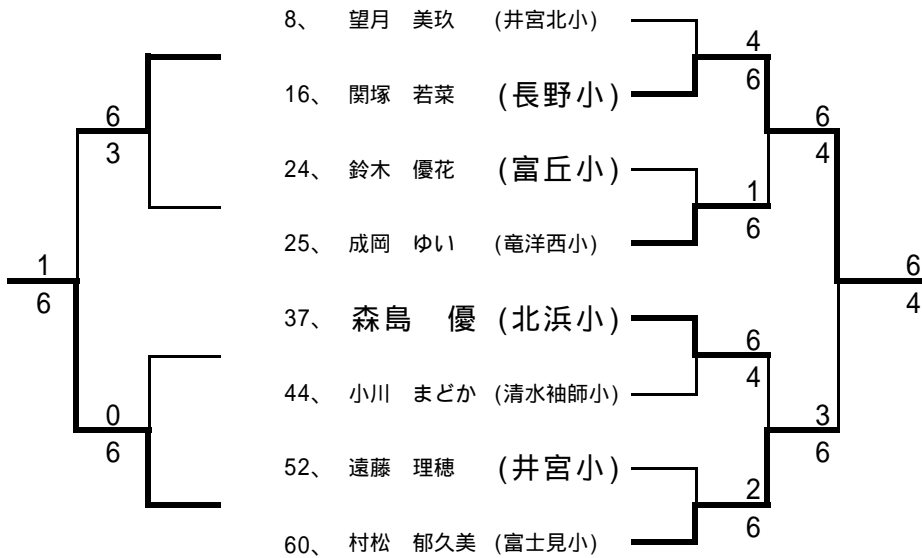 8、 望月 美玖 (井宮北小)
4
6
16、 関塚 若菜 (長野小)
6
3
6
4
24、 鈴木 優花 (富丘小)
1
6
25、 成岡 ゆい (竜洋西小)
1
6
6
4
37、 森島 優 (北浜小)
6
4
44、 小川 まどか (清水袖師小)
0
6
3
6
52、 遠藤 理穂 (井宮小)
2
6
60、 村松 郁久美 (富士見小)